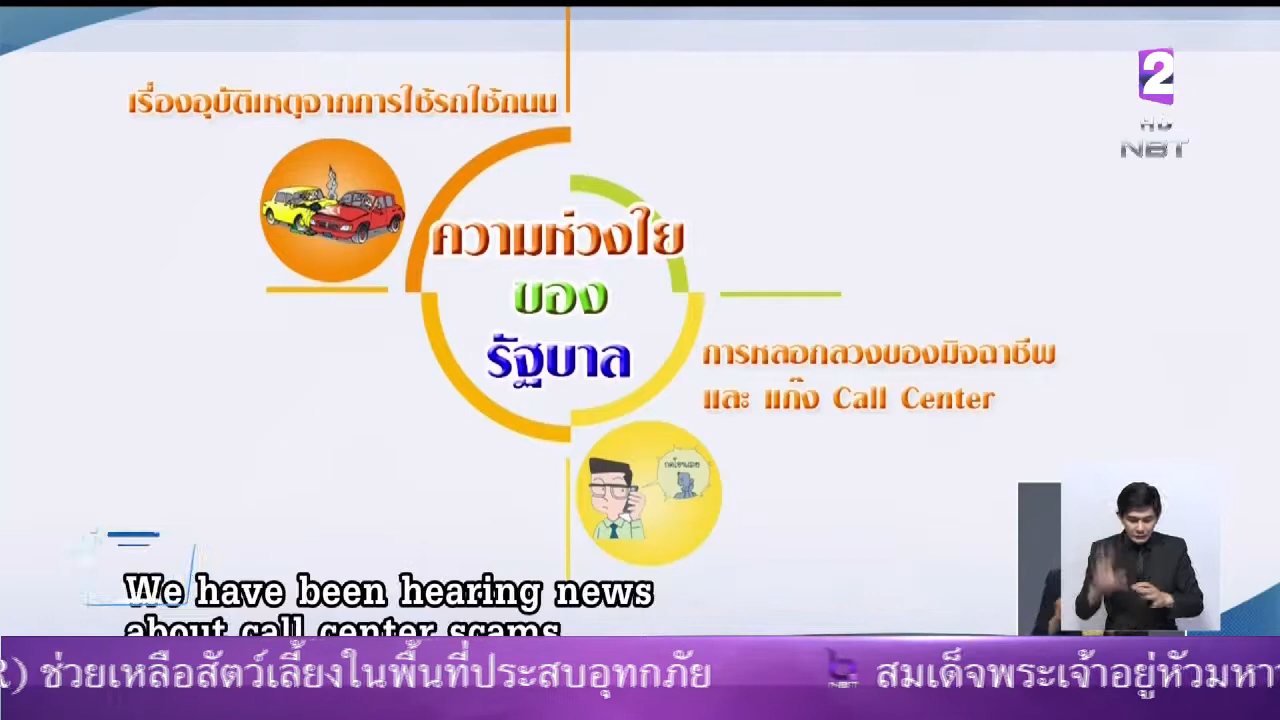 เรื่องอุบัติเหตุจากการใช้รถใช้ถนน
2
HD
NBT
ความห่วงใย
ของ
รัฐบาล
การหลอกลวงของมิจฉาชีพ
และ แก๊ง Call Center
We have been hearing news
about call center scams
R) ช่วยเหลือสัตว์เลี้ยงในพื้นที่ประสบอุทกภัย
NBT สมเด็จพระเจ้าอยู่หัวมหา